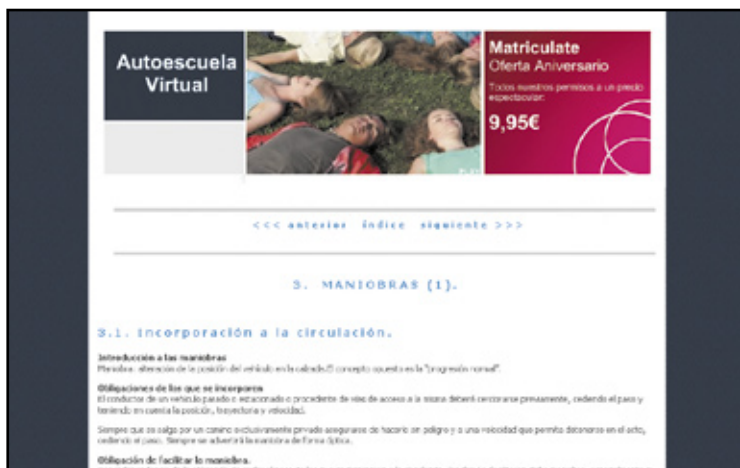 Autoescuela
Virtual
Matriculate
Oferta Aniversario
Todos nuestros permisos a un precio
espectacular:
9,95€
<<< anterior índice siguiente >>>
3. MANIOBRAS (1).
3.1. Incorporación a la circulación.
Introducción a las maniobras
Maniobra: alteración de la posición del vehículo en la calzada.El concepto opuesto es la "progresión normal".
Obligaciones de los que se incorporen
El conductor de un vehículo parado o estacionado o procedente de vías de acceso a la misma deberá cerciorarse previamente, cediendo el paso y
teniendo en cuenta la posición, trayectoria y velocidad.
Siempre que se salga por un camino exclusivamente privado asegurarse de hacerlo sin peligro y a una velocidad que permita detenerse en el acto,
cediendo el paso. Siempre se advertirá la maniobra de forma óptica.
Obligación de facilitar la maniobra.